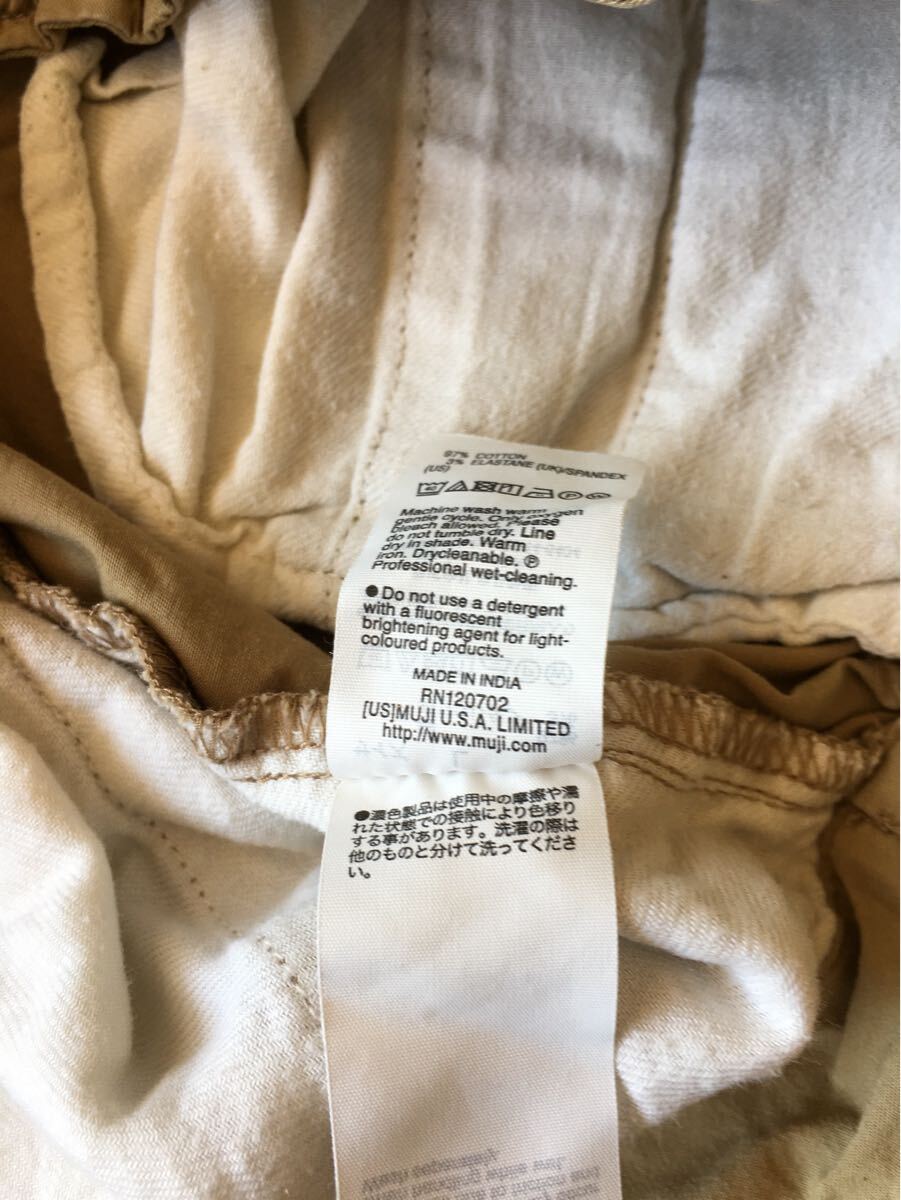 97% COTTON
3% ELASTANE (UK)/SPANDEX
(US)
Machine wash warm
gentle cycle. Only oxygen
bleach allowed. Please
do not tumble dry. Line
dry in shade. Warm
iron. Drycleanable. Ⓟ
Professional wet-cleaning.
●Do not use a detergent
with a fluorescent
brightening agent for light-
coloured products.
MADE IN INDIA
RN120702
[US]MUJI U.S.A. LIMITED
http://www.muji.com
●濃色製品は使用中の摩擦や濡
れた状態での接触により色移り
する事があります。洗濯の際は
他のものと分けて洗ってくださ
い。